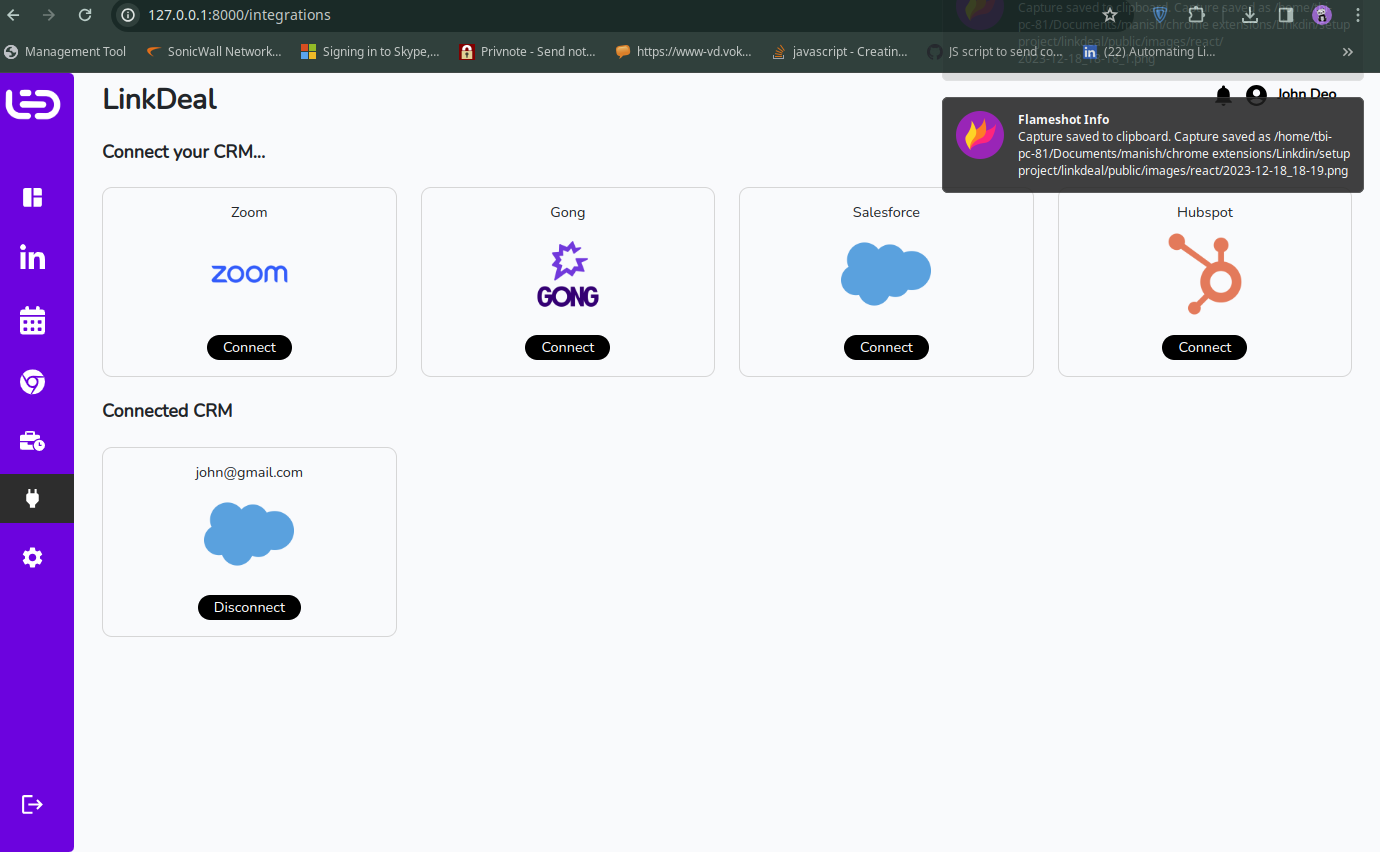 127.0.0.1:8000/integrations
Capture saved to clipboard. Capture saved as /home/tbi-
pc-81/Documents/manish/chrome extensions/Linkdin/setup
project/linkdeal/public/images/react/
2023-12-18_18-18_1.png
Management Tool
SonicWall Network...
Signing in to Skype,...
Privnote - Send not...
https://www-vd.vok...
javascript - Creatin...
JS script to send co...
in (22) Automating Li...
»
LinkDeal
John Deo
Flameshot Info
Capture saved to clipboard. Capture saved as /home/tbi-
pc-81/Documents/manish/chrome extensions/Linkdin/setup
project/linkdeal/public/images/react/2023-12-18_18-19.png
Connect your CRM...
Zoom
Gong
Salesforce
Hubspot
zoom
GONG
Connect
Connect
Connect
Connect
in
Connected CRM
john@gmail.com
Disconnect